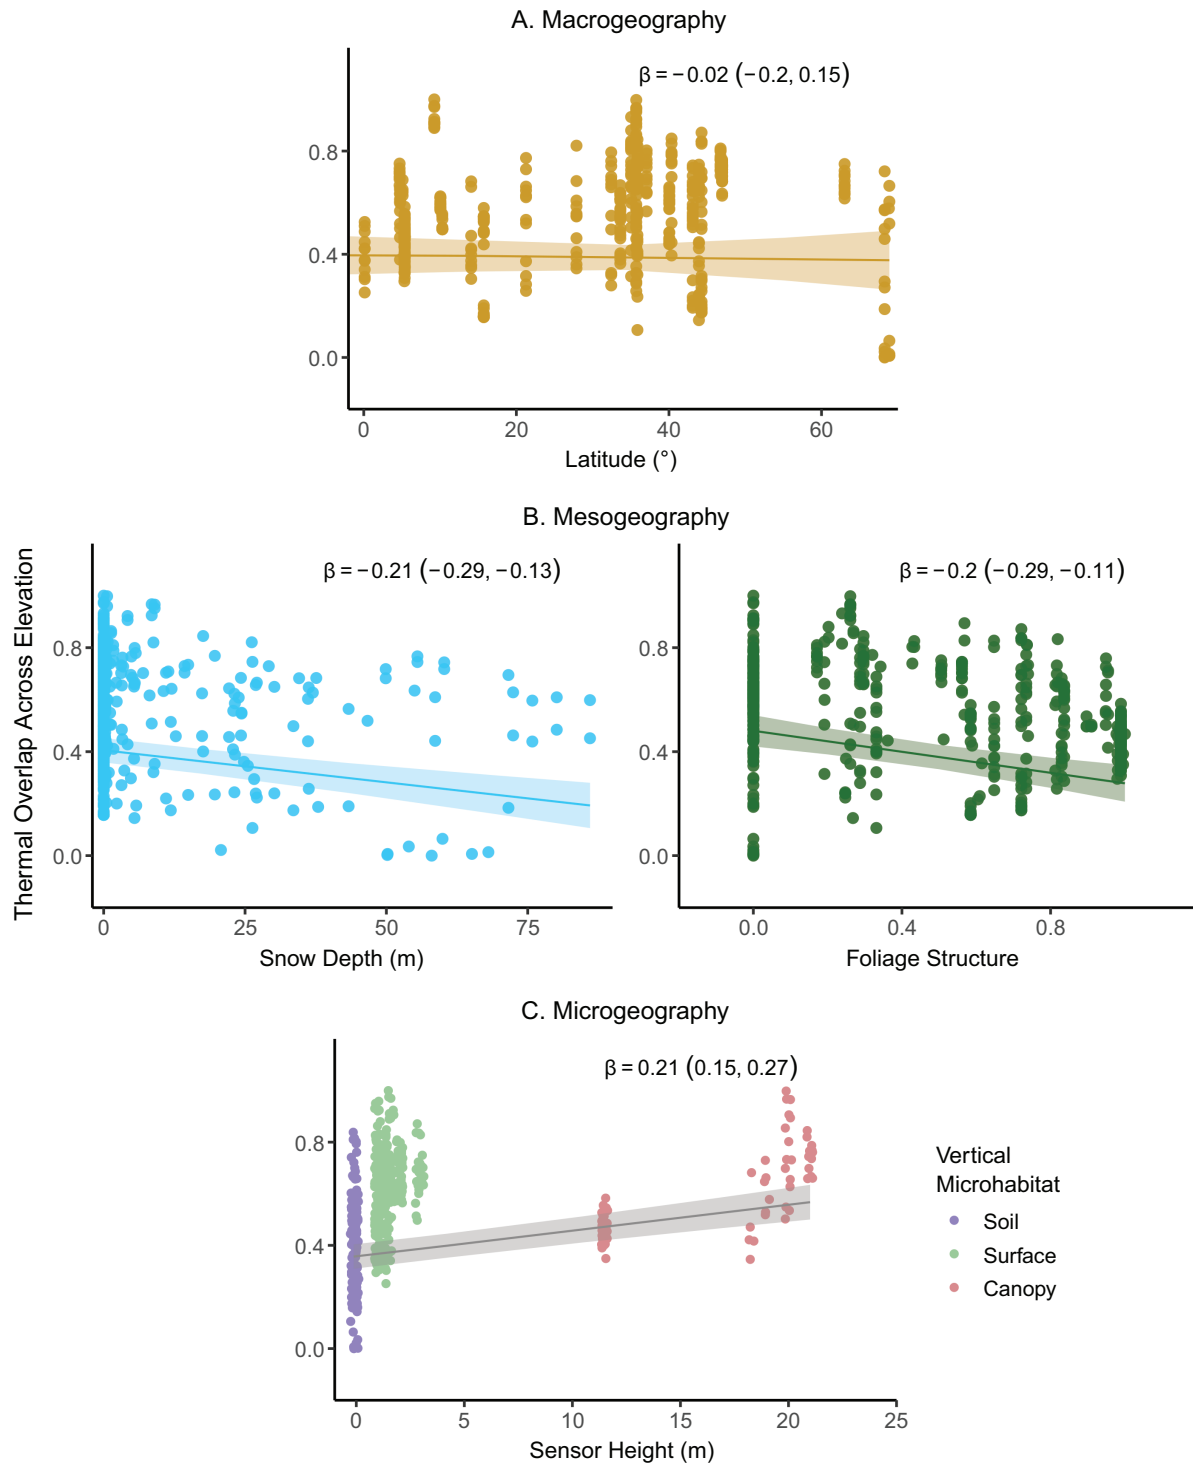 A. Macrogeography
β = −0.02 (−0.2, 0.15)
0.8
0.4
0.0
0 20 40 60
Latitude (°)
B. Mesogeography
Thermal Overlap Across Elevation
β = −0.21 (−0.29, −0.13)
0.8
0.4
0.0
0 25 50 75
Snow Depth (m)
β = −0.2 (−0.29, −0.11)
0.8
0.4
0.0
0.0 0.4 0.8
Foliage Structure
C. Microgeography
β = 0.21 (0.15, 0.27)
0.8
0.4
0.0
0 5 10 15 20 25
Sensor Height (m)
Vertical
Microhabitat
Soil
Surface
Canopy